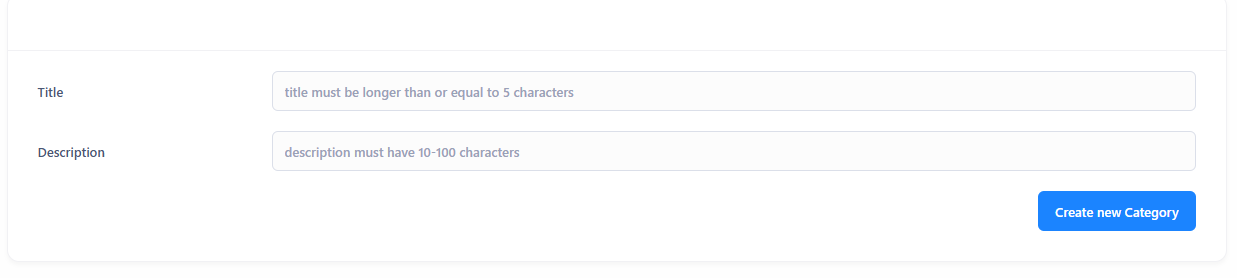 Title
title must be longer than or equal to 5 characters
Description
description must have 10-100 characters
Create new Category